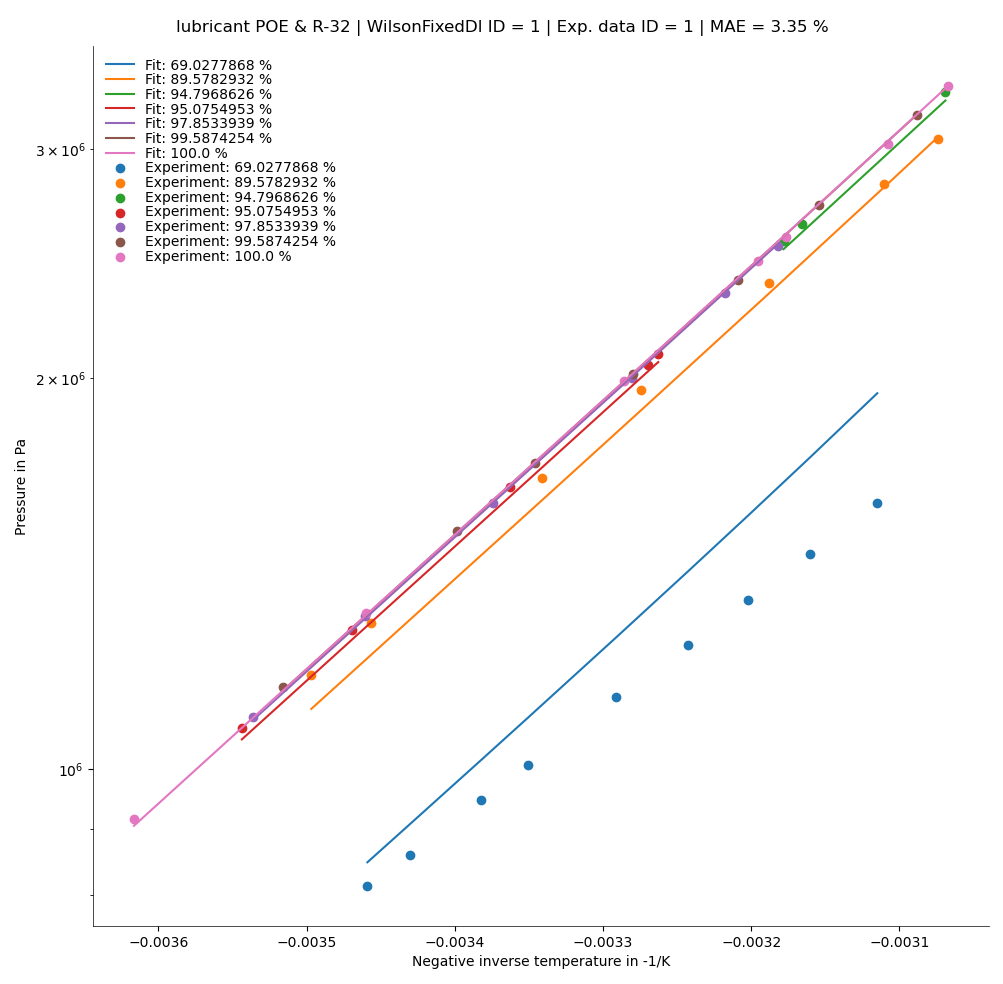 lubricant POE & R-32 | WilsonFixedDI ID = 1 | Exp. data ID = 1 | MAE = 3.35 %
Fit: 69.0277868 %
Fit: 89.5782932 %
Fit: 94.7968626 %
Fit: 95.0754953 %
Fit: 97.8533939 %
Fit: 99.5874254 %
Fit: 100.0 %
Experiment: 69.0277868 %
Experiment: 89.5782932 %
Experiment: 94.7968626 %
Experiment: 95.0754953 %
Experiment: 97.8533939 %
Experiment: 99.5874254 %
Experiment: 100.0 %
3 × 10⁶
2 × 10⁶
10⁶
Pressure in Pa
−0.0036 −0.0035 −0.0034 −0.0033 −0.0032 −0.0031
Negative inverse temperature in -1/K